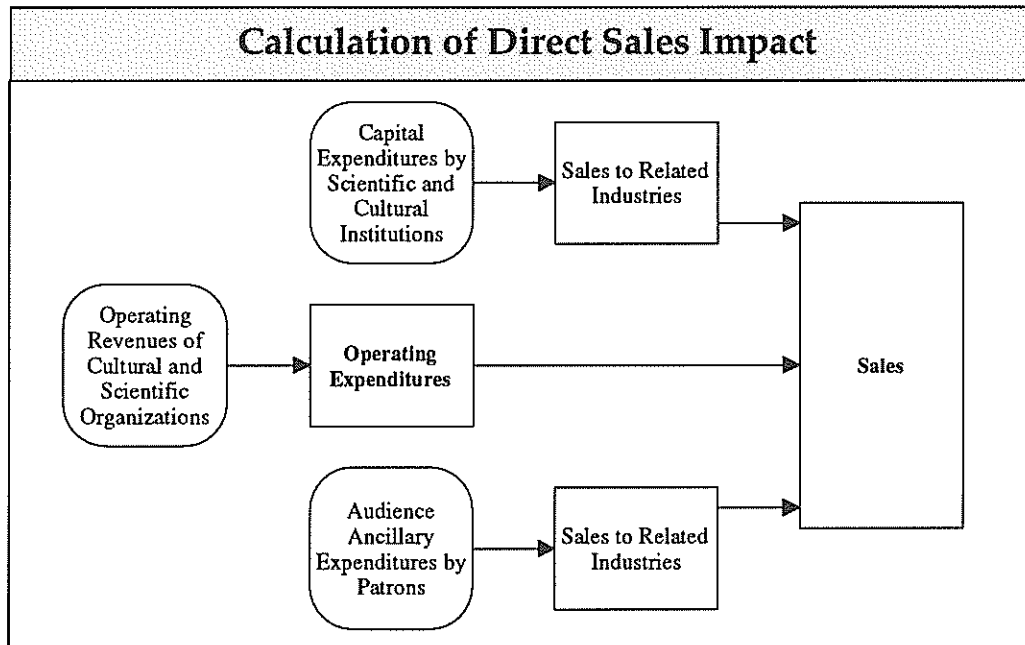 Calculation of Direct Sales Impact
Capital
Expenditures by
Scientific and
Cultural
Institutions
Sales to Related
Industries
Operating
Revenues of
Cultural and
Scientific
Organizations
Operating
Expenditures
Sales
Audience
Ancillary
Expenditures by
Patrons
Sales to Related
Industries